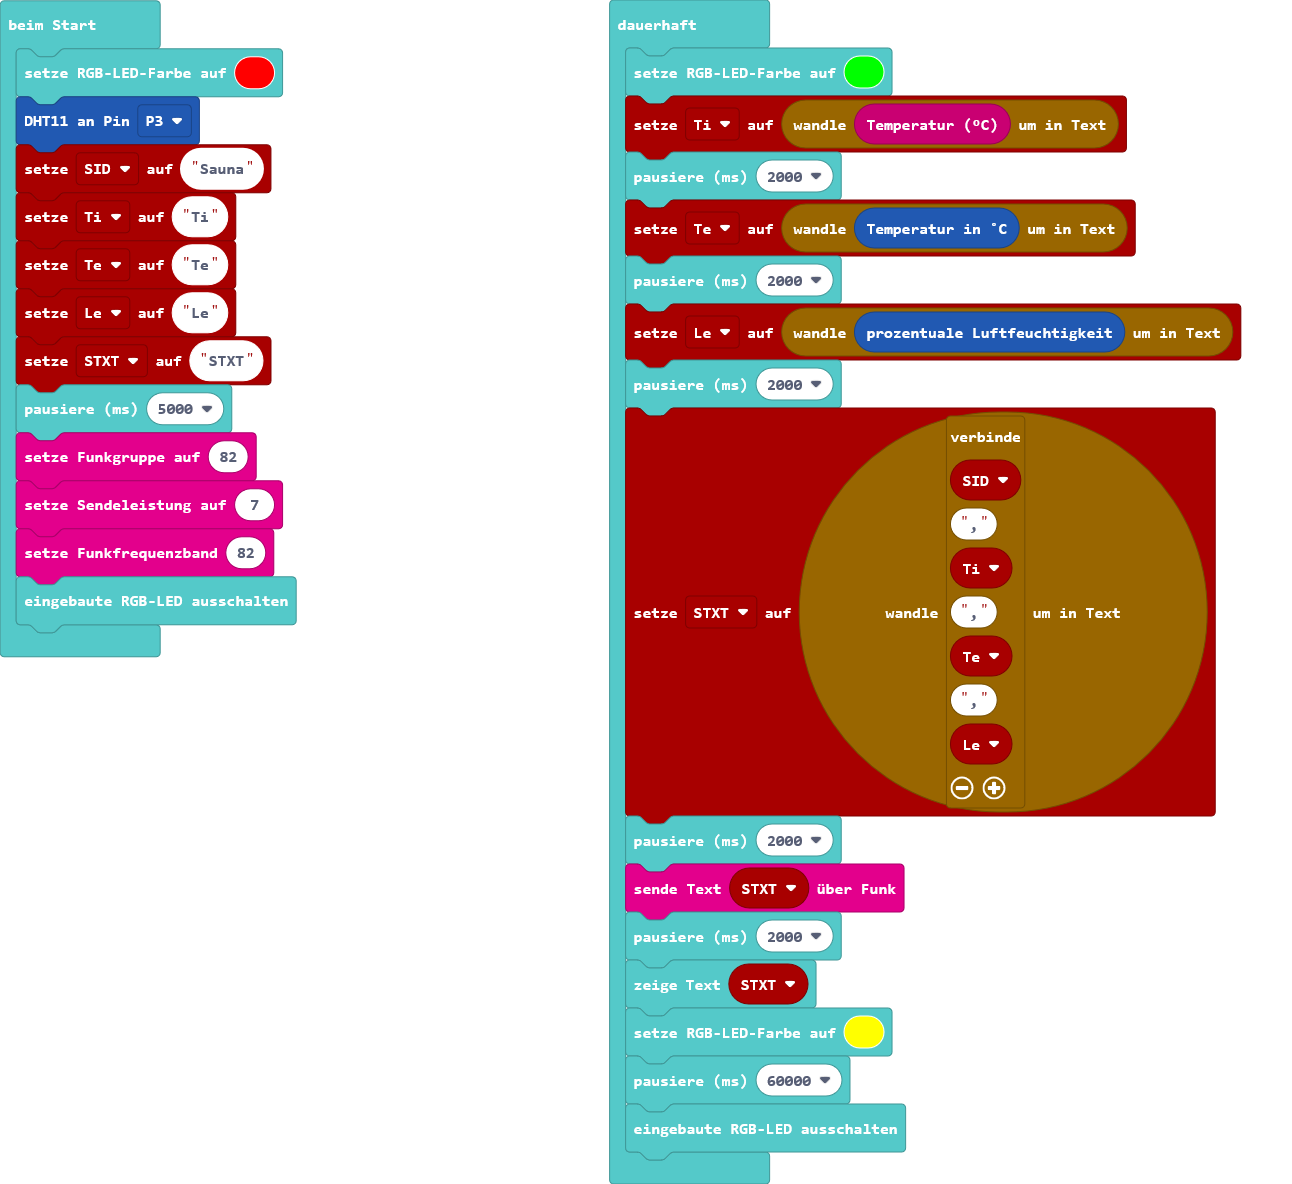 beim Start
setze RGB-LED-Farbe auf
DHT11 an Pin P3
setze SID auf "Sauna"
setze Ti auf "Ti"
setze Te auf "Te"
setze Le auf "Le"
setze STXT auf "STXT"
pausiere (ms) 5000
setze Funkgruppe auf 82
setze Sendeleistung auf 7
setze Funkfrequenzband 82
eingebaute RGB-LED ausschalten
dauerhaft
setze RGB-LED-Farbe auf
setze Ti auf wandle Temperatur (°C) um in Text
pausiere (ms) 2000
setze Te auf wandle Temperatur in °C um in Text
pausiere (ms) 2000
setze Le auf wandle prozentuale Luftfeuchtigkeit um in Text
pausiere (ms) 2000
verbinde
SID
","
Ti
setze STXT auf wandle "," um in Text
Te
","
Le
pausiere (ms) 2000
sende Text STXT über Funk
pausiere (ms) 2000
zeige Text STXT
setze RGB-LED-Farbe auf
pausiere (ms) 60000
eingebaute RGB-LED ausschalten